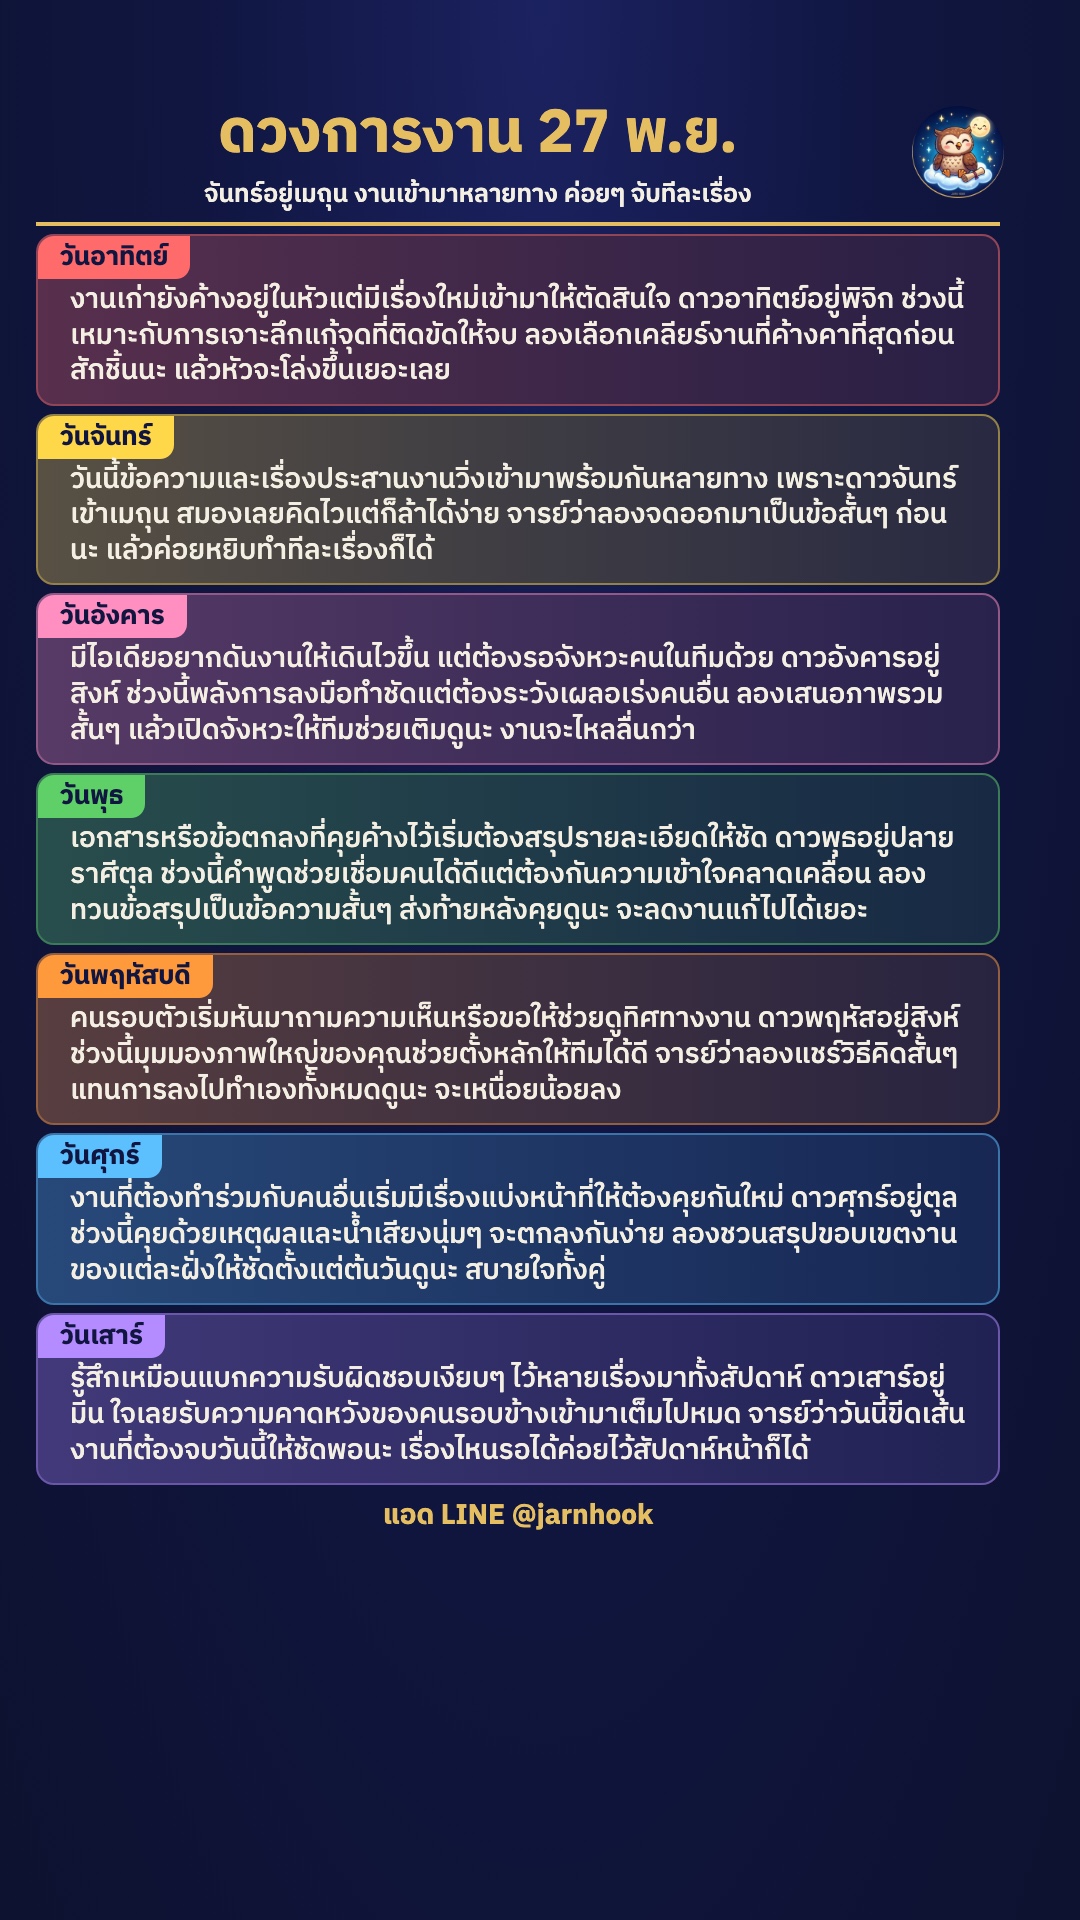 ดวงการงาน 27 พ.ย.
จันทร์อยู่เมถุน งานเข้ามาหลายทาง ค่อยๆ จับทีละเรื่อง
วันอาทิตย์
งานเก่ายังค้างอยู่ในหัวแต่มีเรื่องใหม่เข้ามาให้ตัดสินใจ ดาวอาทิตย์อยู่พิจิก ช่วงนี้
เหมาะกับการเจาะลึกแก้จุดที่ติดขัดให้จบ ลองเลือกเคลียร์งานที่ค้างคาที่สุดก่อน
สักชิ้นนะ แล้วหัวจะโล่งขึ้นเยอะเลย
วันจันทร์
วันนี้ข้อความและเรื่องประสานงานวิ่งเข้ามาพร้อมกันหลายทาง เพราะดาวจันทร์
เข้าเมถุน สมองเลยคิดไวแต่ก็ล้าได้ง่าย จารย์ว่าลองจดออกมาเป็นข้อสั้นๆ ก่อน
นะ แล้วค่อยหยิบทำทีละเรื่องก็ได้
วันอังคาร
มีไอเดียอยากดันงานให้เดินไวขึ้น แต่ต้องรอจังหวะคนในทีมด้วย ดาวอังคารอยู่
สิงห์ ช่วงนี้พลังการลงมือทำชัดแต่ต้องระวังเผลอเร่งคนอื่น ลองเสนอภาพรวม
สั้นๆ แล้วเปิดจังหวะให้ทีมช่วยเติมดูนะ งานจะไหลลื่นกว่า
วันพุธ
เอกสารหรือข้อตกลงที่คุยค้างไว้เริ่มต้องสรุปรายละเอียดให้ชัด ดาวพุธอยู่ปลาย
ราศีตุล ช่วงนี้คำพูดช่วยเชื่อมคนได้ดีแต่ต้องกันความเข้าใจคลาดเคลื่อน ลอง
ทวนข้อสรุปเป็นข้อความสั้นๆ ส่งท้ายหลังคุยดูนะ จะลดงานแก้ไปได้เยอะ
วันพฤหัสบดี
คนรอบตัวเริ่มหันมาถามความเห็นหรือขอให้ช่วยดูทิศทางงาน ดาวพฤหัสอยู่สิงห์
ช่วงนี้มุมมองภาพใหญ่ของคุณช่วยตั้งหลักให้ทีมได้ดี จารย์ว่าลองแชร์วิธีคิดสั้นๆ
แทนการลงไปทำเองทั้งหมดดูนะ จะเหนื่อยน้อยลง
วันศุกร์
งานที่ต้องทำร่วมกับคนอื่นเริ่มมีเรื่องแบ่งหน้าที่ให้ต้องคุยกันใหม่ ดาวศุกร์อยู่ตุล
ช่วงนี้คุยด้วยเหตุผลและน้ำเสียงนุ่มๆ จะตกลงกันง่าย ลองชวนสรุปขอบเขตงาน
ของแต่ละฝั่งให้ชัดตั้งแต่ต้นวันดูนะ สบายใจทั้งคู่
วันเสาร์
รู้สึกเหมือนแบกความรับผิดชอบเงียบๆ ไว้หลายเรื่องมาทั้งสัปดาห์ ดาวเสาร์อยู่
มีน ใจเลยรับความคาดหวังของคนรอบข้างเข้ามาเต็มไปหมด จารย์ว่าวันนี้ขีดเส้น
งานที่ต้องจบวันนี้ให้ชัดพอนะ เรื่องไหนรอได้ค่อยไว้สัปดาห์หน้าก็ได้
แอด LINE @jarnhook